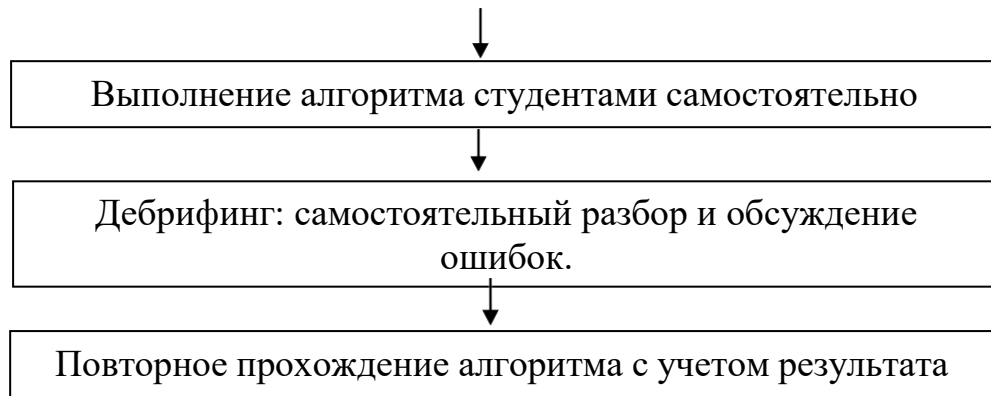 Выполнение алгоритма студентами самостоятельно
Дебрифинг: самостоятельный разбор и обсуждение
ошибок.
Повторное прохождение алгоритма с учетом результата